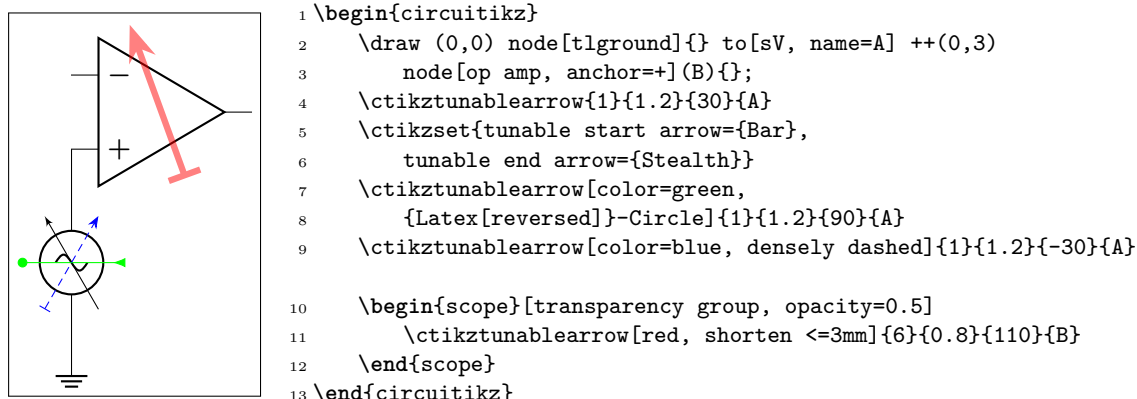 1 \begin{circuitikz}
2 \draw (0,0) node[tlground]{} to[sV, name=A] ++(0,3)
3 node[op amp, anchor=+](B){};
4 \ctikztunablearrow{1}{1.2}{30}{A}
5 \ctikzset{tunable start arrow={Bar},
6 tunable end arrow={Stealth}}
7 \ctikztunablearrow[color=green,
8 {Latex[reversed]}-Circle]{1}{1.2}{90}{A}
9 \ctikztunablearrow[color=blue, densely dashed]{1}{1.2}{-30}{A}
10 \begin{scope}[transparency group, opacity=0.5]
11 \ctikztunablearrow[red, shorten <=3mm]{6}{0.8}{110}{B}
12 \end{scope}
13 \end{circuitikz}